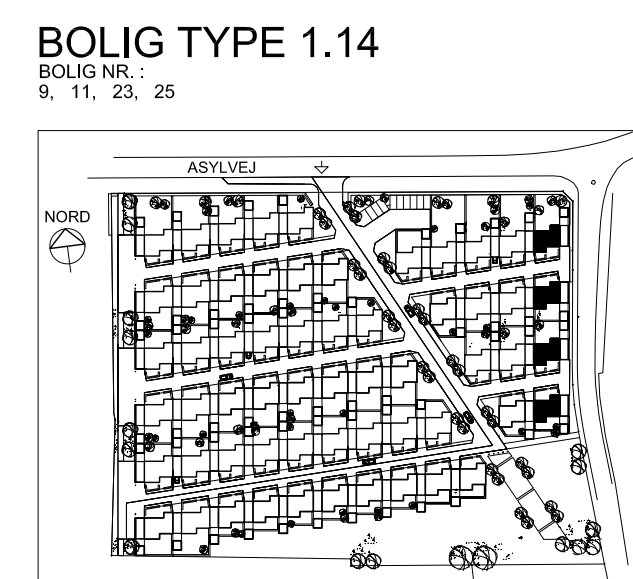 BOLIG TYPE 1.14
BOLIG NR. :
9, 11, 23, 25
ASYLVEJ
NORD